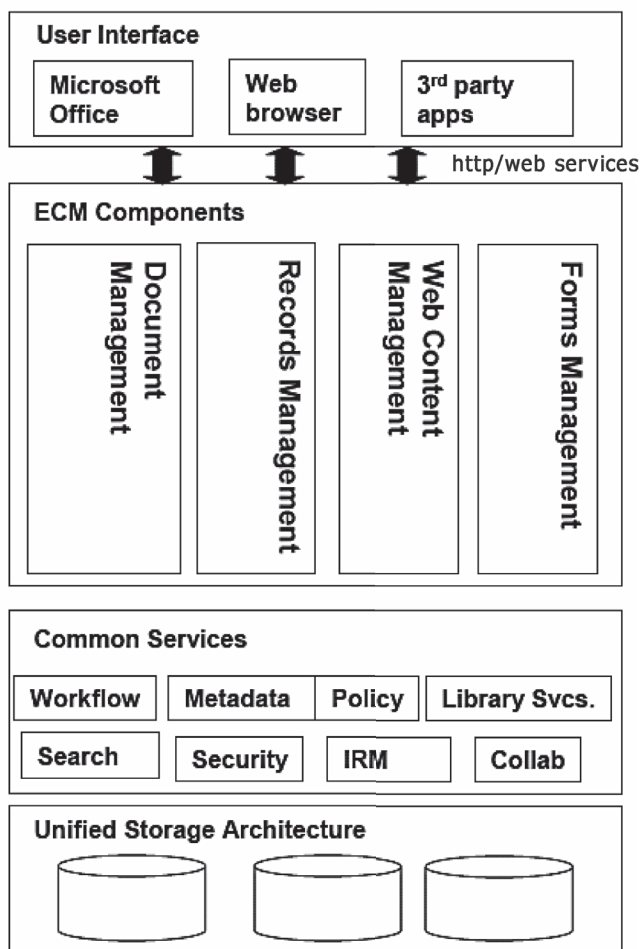 User Interface
Microsoft
Office
Web
browser
3rd party
apps
http/web services
ECM Components
Document
Management
Records Management
Web Content
Management
Forms Management
Common Services
Workflow
Metadata
Policy
Library Svcs.
Search
Security
IRM
Collab
Unified Storage Architecture